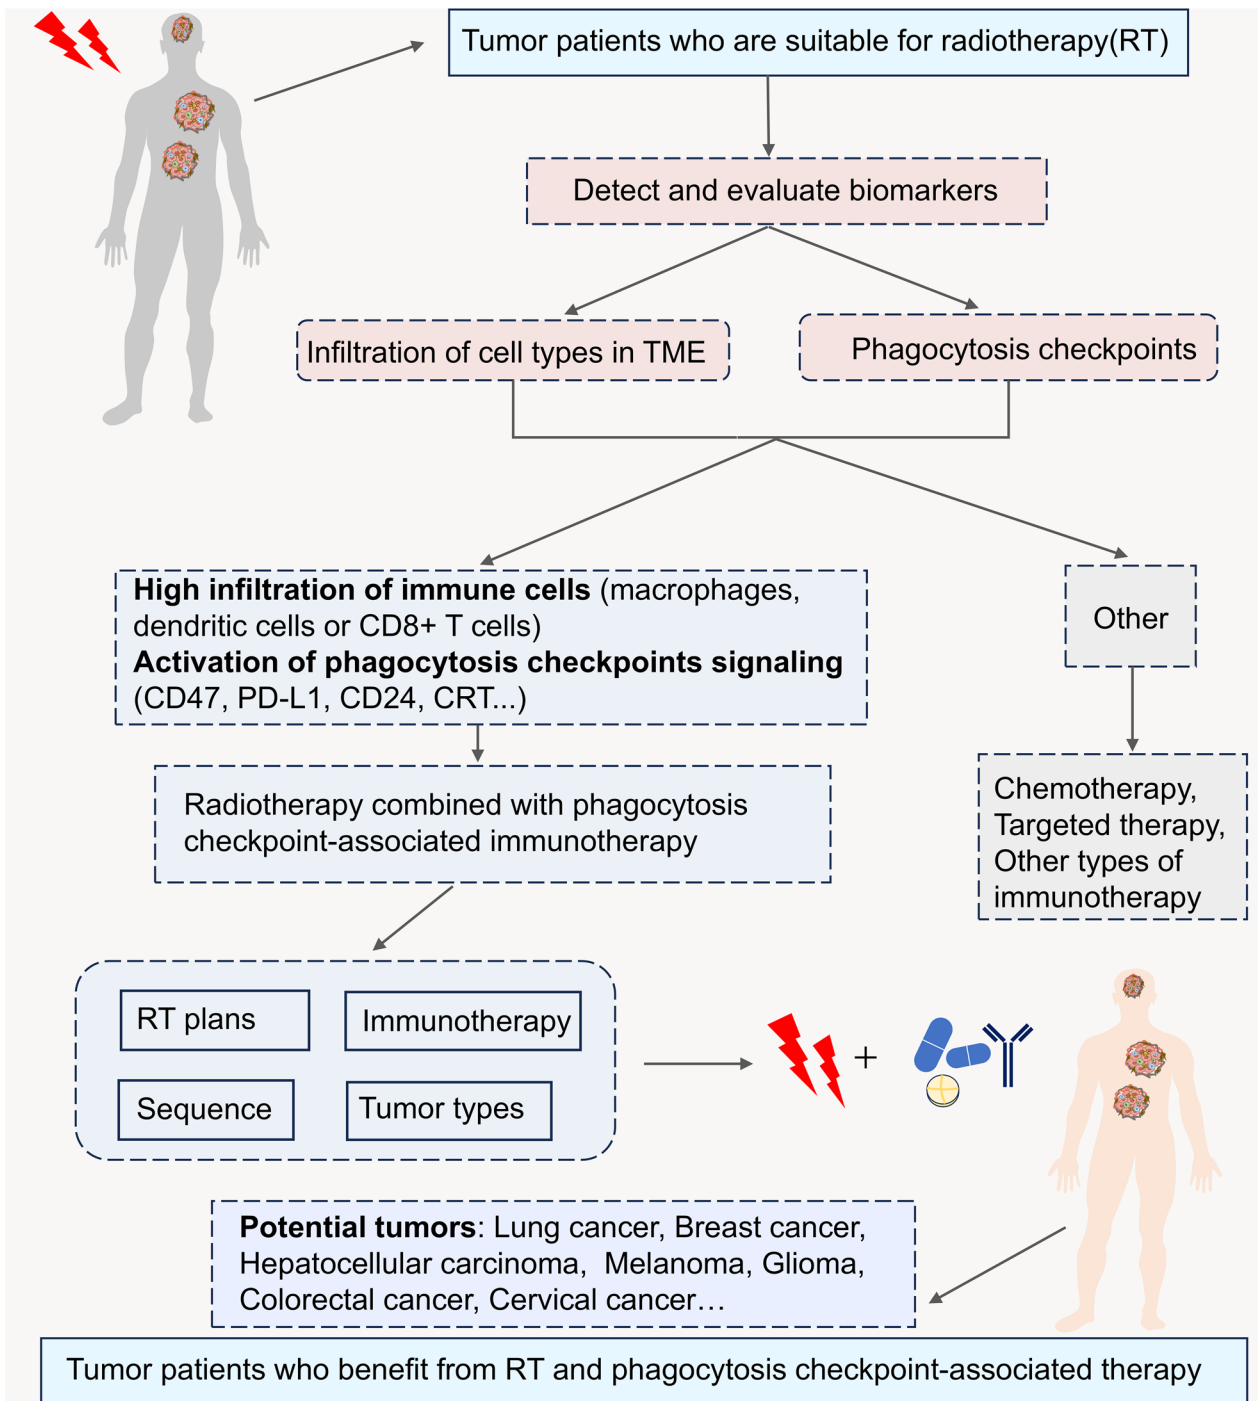 Tumor patients who are suitable for radiotherapy(RT)
Detect and evaluate biomarkers
Infiltration of cell types in TME
Phagocytosis checkpoints
High infiltration of immune cells (macrophages,
dendritic cells or CD8+ T cells)
Activation of phagocytosis checkpoints signaling
(CD47, PD-L1, CD24, CRT...)
Other
Radiotherapy combined with phagocytosis
checkpoint-associated immunotherapy
Chemotherapy,
Targeted therapy,
Other types of
immunotherapy
RT plans
Immunotherapy
Sequence
Tumor types
+
Potential tumors: Lung cancer, Breast cancer,
Hepatocellular carcinoma, Melanoma, Glioma,
Colorectal cancer, Cervical cancer…
Tumor patients who benefit from RT and phagocytosis checkpoint-associated therapy